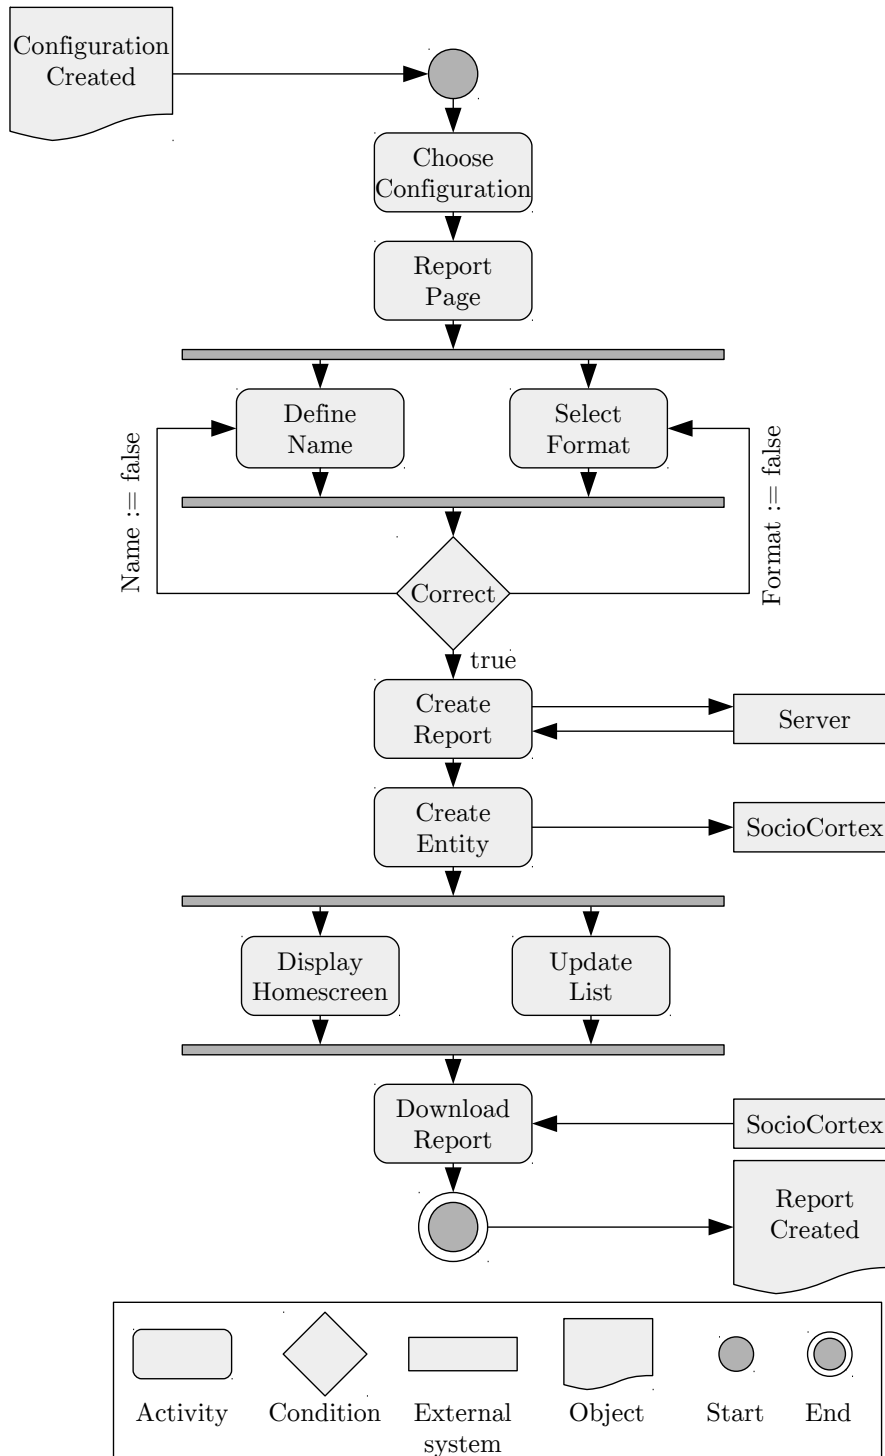 Configuration
Created
Choose
Configuration
Report
Page
Define
Name
Select
Format
Name := false
Format := false
Correct
true
Create
Report
Server
Create
Entity
SocioCortex
Display
Homescreen
Update
List
Download
Report
SocioCortex
Report
Created
Activity
Condition
External
system
Object
Start
End